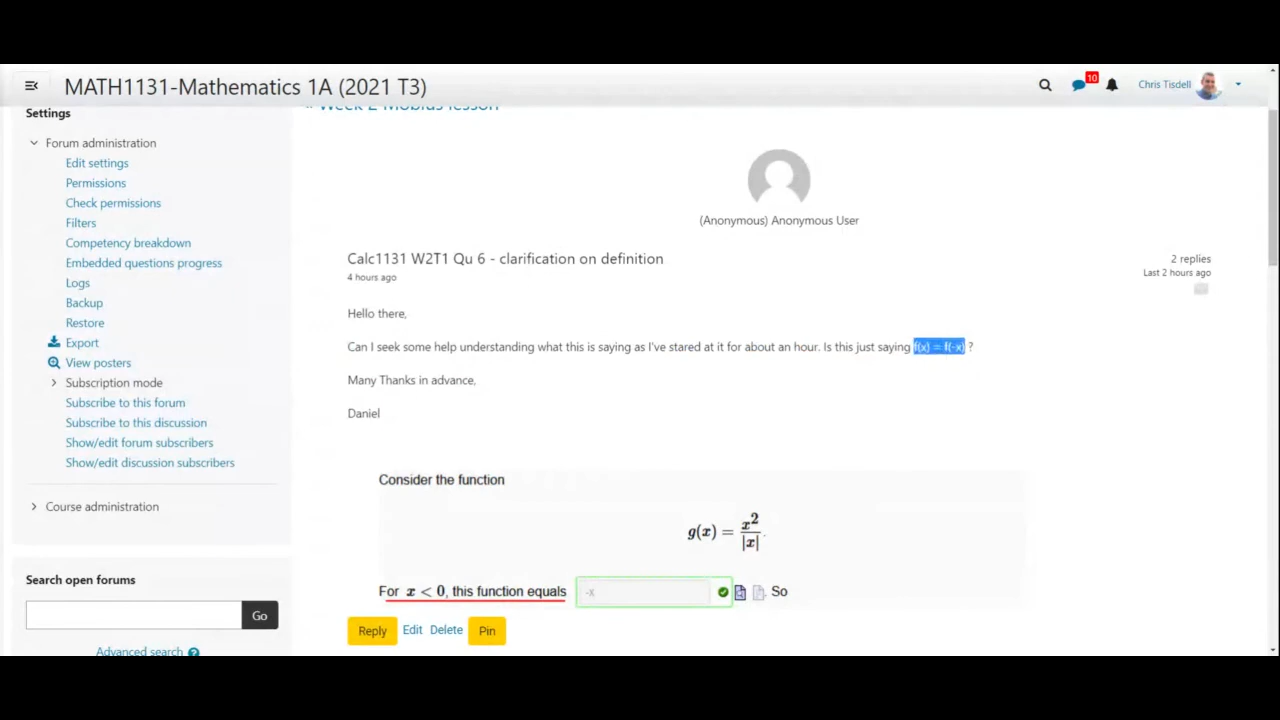 MATH1131-Mathematics 1A (2021 T3)
10
Chris Tisdell
Week 2 Mobius lesson
Settings
Forum administration
Edit settings
Permissions
Check permissions
Filters
Competency breakdown
Embedded questions progress
Logs
Backup
Restore
Export
View posters
Subscription mode
Subscribe to this forum
Subscribe to this discussion
Show/edit forum subscribers
Show/edit discussion subscribers
Course administration
Search open forums
Go
Advanced search
(Anonymous) Anonymous User
Calc1131 W2T1 Qu 6 - clarification on definition
2 replies
4 hours ago
Last 2 hours ago
Hello there,
Can I seek some help understanding what this is saying as I've stared at it for about an hour. Is this just saying f(x) = f(-x) ?
Many Thanks in advance,
Daniel
Consider the function
g(x) = x²/|x|.
For x < 0, this function equals -x So
Reply Edit Delete Pin